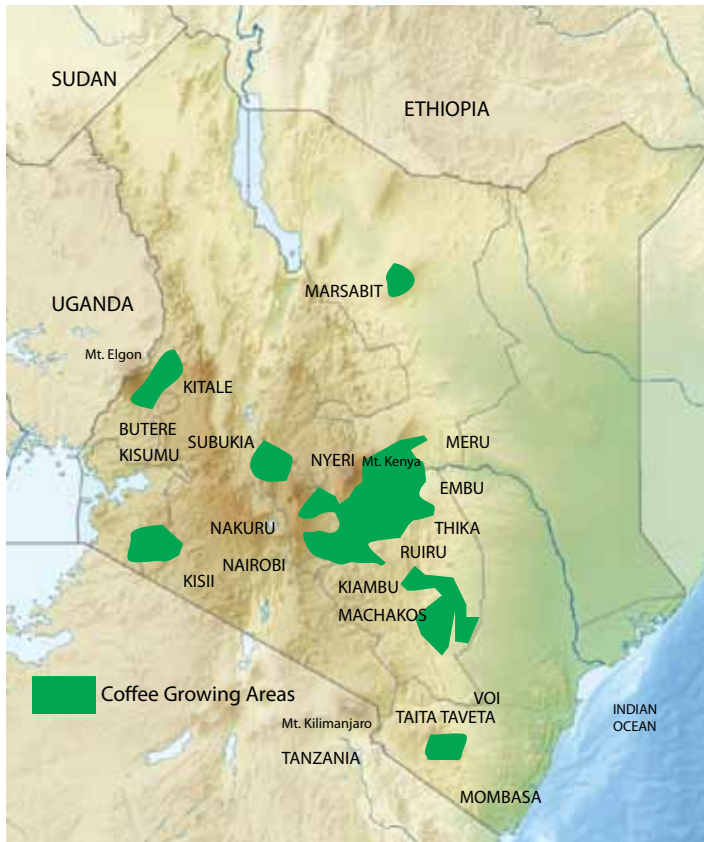 SUDAN
ETHIOPIA
MARSABIT
UGANDA
Mt. Elgon
KITALE
BUTERE
SUBUKIA
KISUMU
NYERI
Mt. Kenya
MERU
EMBU
NAKURU
THIKA
RUIRU
NAIROBI
KISII
KIAMBU
MACHAKOS
Coffee Growing Areas
VOI
TAITA TAVETA
Mt. Kilimanjaro
INDIAN
OCEAN
TANZANIA
MOMBASA